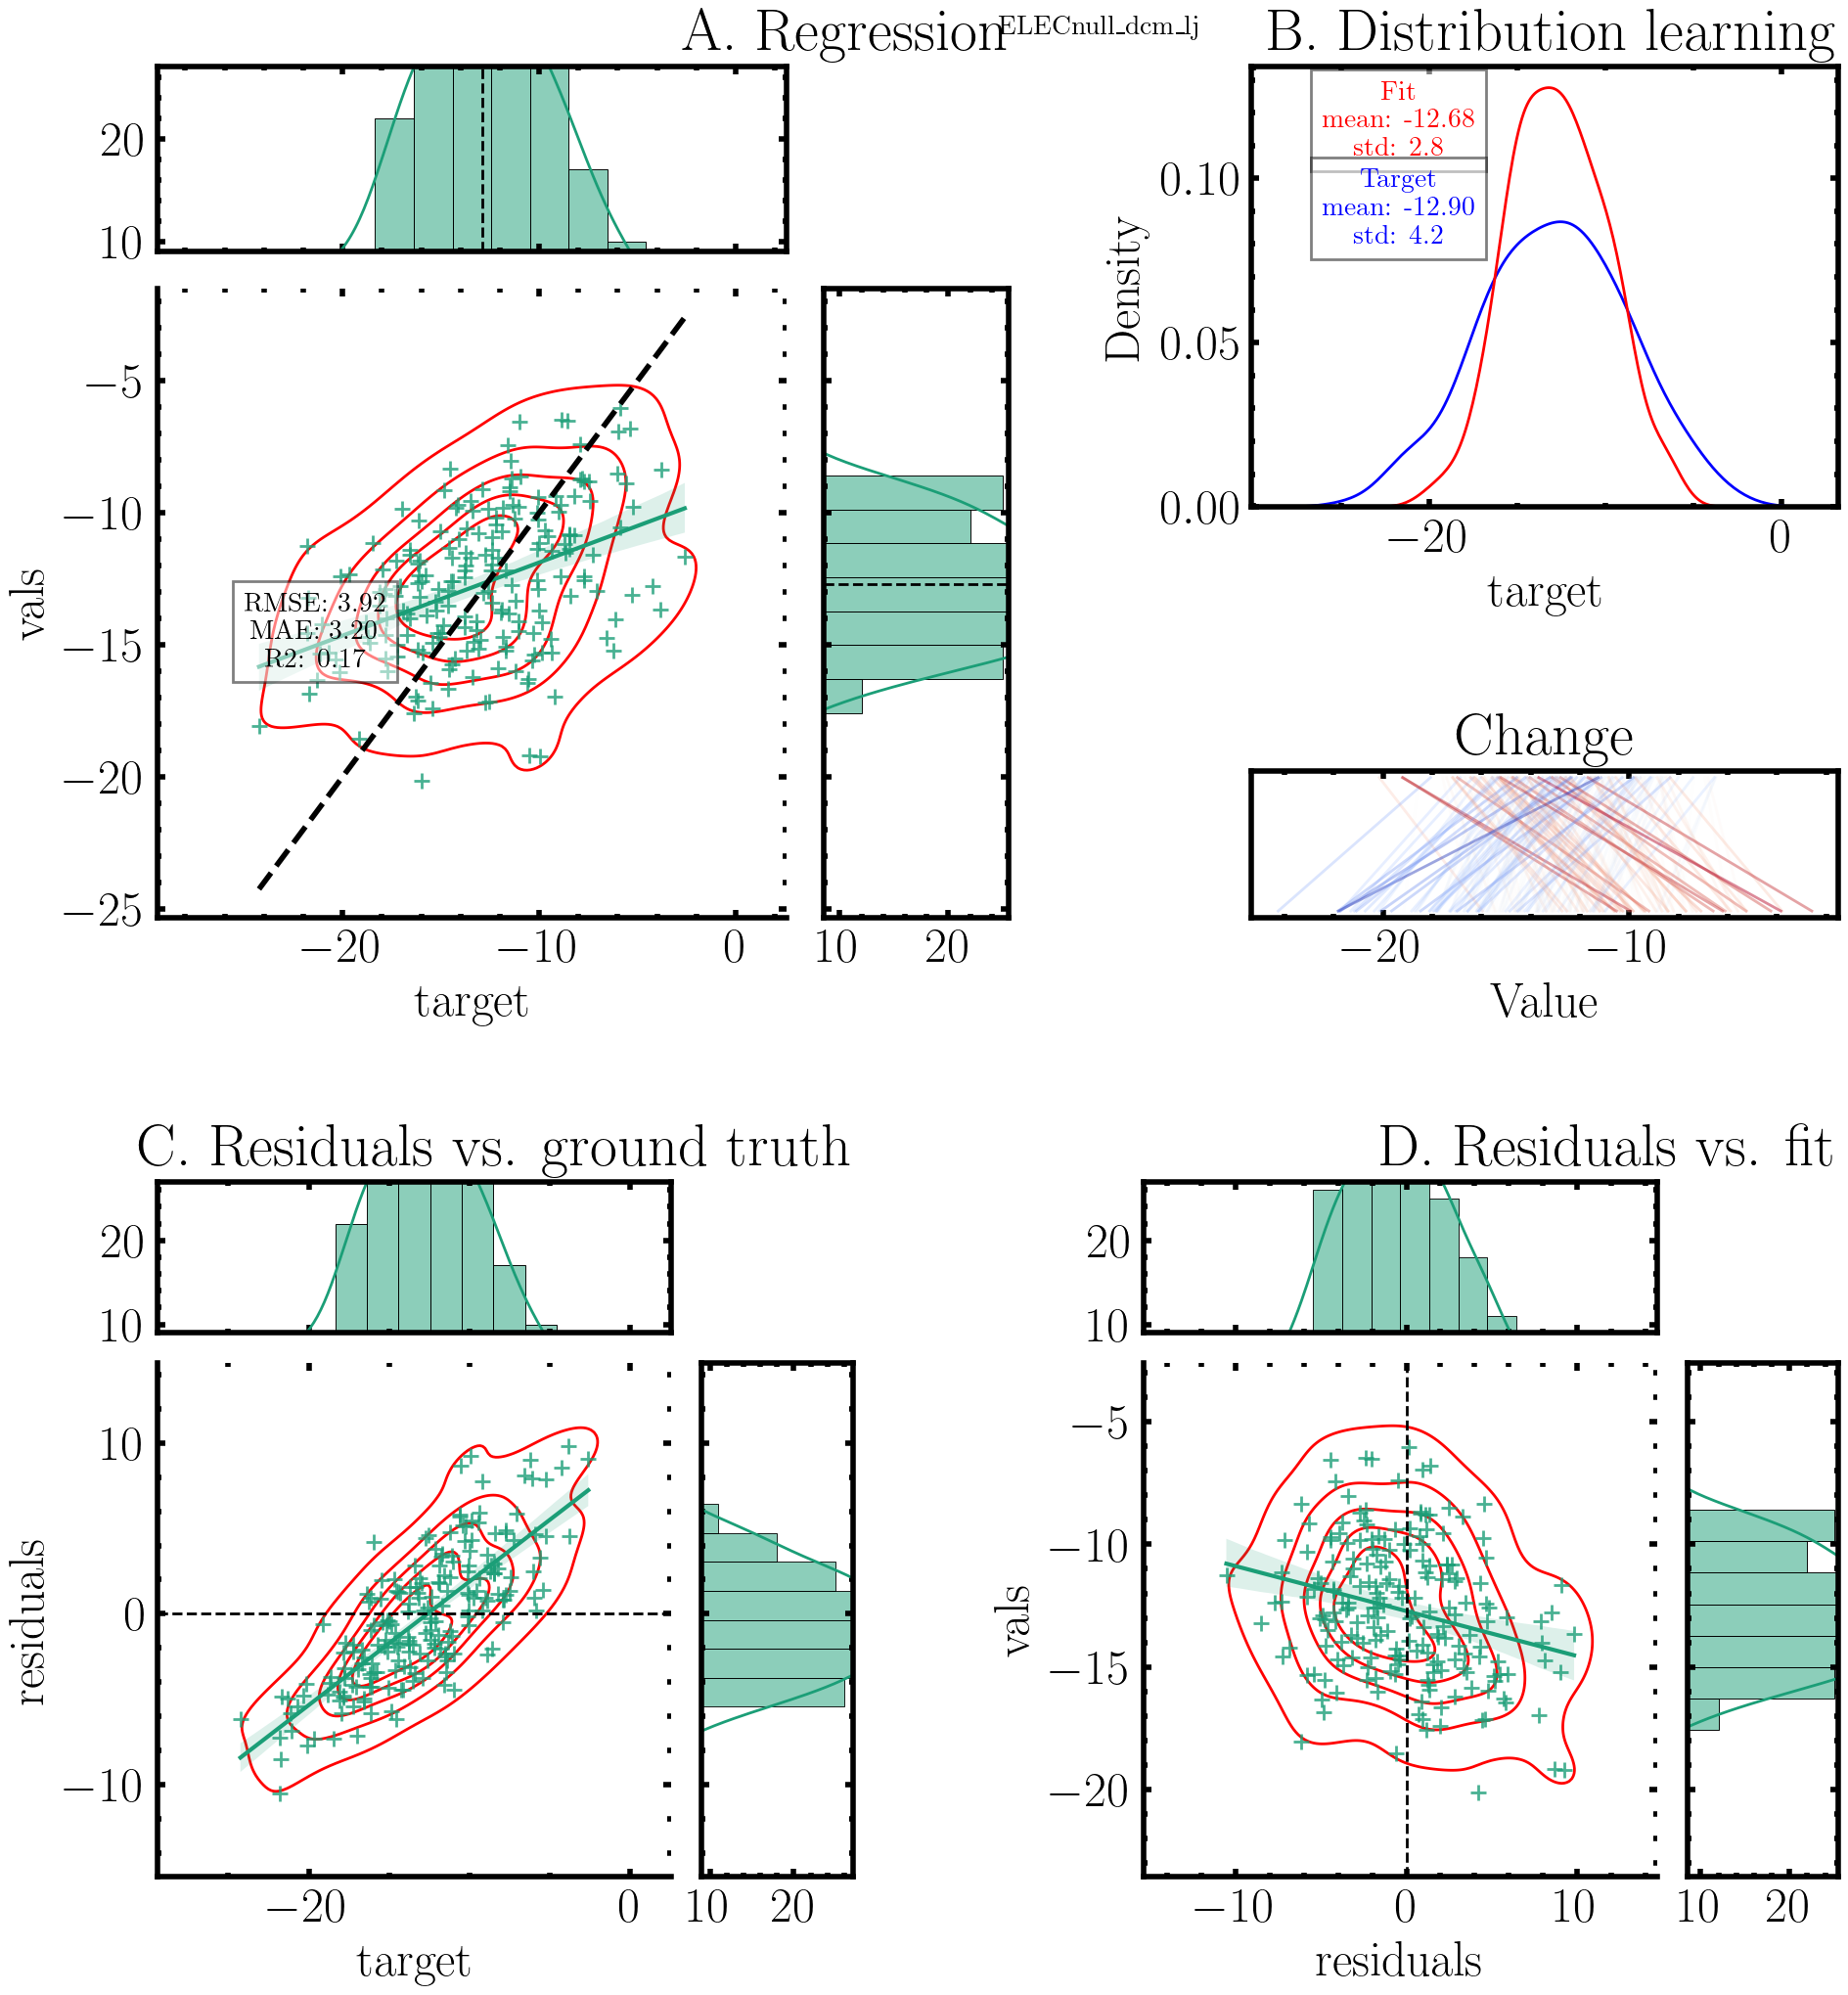 A. Regression
ELECnull_dcm_lj
20
10
−5
−10
−15
−20
−25
vals
RMSE: 3.92
MAE: 3.20
R2: 0.17
−20
−10
0
target
10
20
B. Distribution learning
Fit
mean: -12.68
std: 2.8
Target
mean: -12.90
std: 4.2
0.10
0.05
0.00
Density
−20
0
target
Change
−20
−10
Value
C. Residuals vs. ground truth
20
10
10
0
−10
residuals
−20
0
target
10
20
D. Residuals vs. fit
20
10
−5
−10
−15
−20
vals
−10
0
10
residuals
10
20